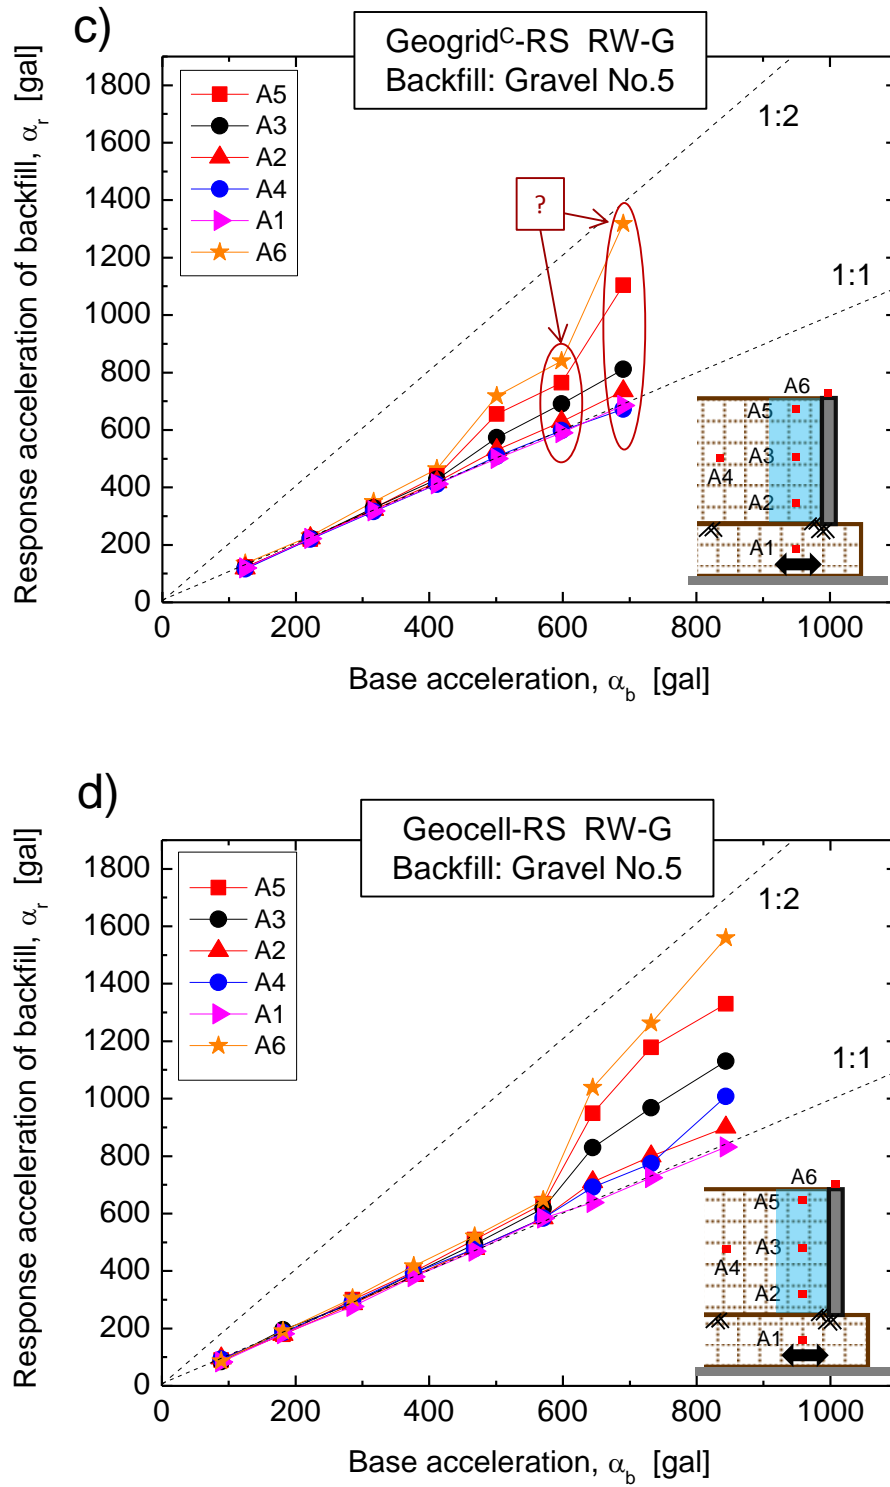 c)
Geogridᶜ-RS RW-G
Backfill: Gravel No.5
Response acceleration of backfill, αᵣ [gal]
1800
1600
1400
1200
1000
800
600
400
200
0
A5
A3
A2
A4
A1
A6
?
1:2
1:1
A6
A5
A3
A4
A2
A1
0 200 400 600 800 1000
Base acceleration, α_b [gal]
d)
Geocell-RS RW-G
Backfill: Gravel No.5
Response acceleration of backfill, αᵣ [gal]
1800
1600
1400
1200
1000
800
600
400
200
0
A5
A3
A2
A4
A1
A6
1:2
1:1
A6
A5
A3
A4
A2
A1
0 200 400 600 800 1000
Base acceleration, α_b [gal]